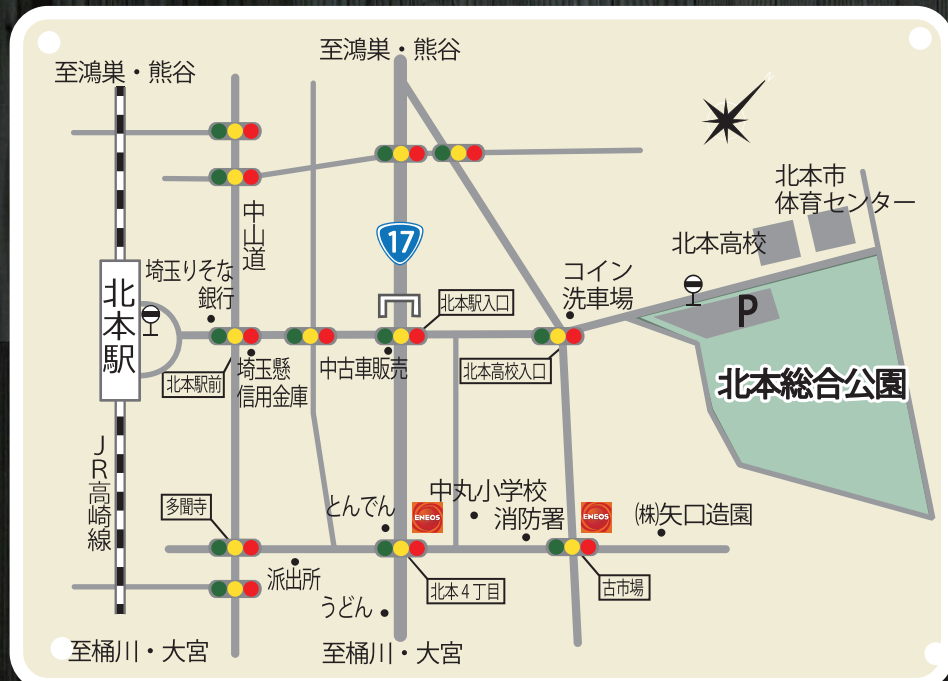 至鴻巣・熊谷
至鴻巣・熊谷
中山道
17
北本市
体育センター
北本高校
コイン
洗車場
埼玉りそな
銀行
北本駅
北本駅入口
P
北本駅前
埼玉懸
信用金庫
中古車販売
北本高校入口
北本総合公園
JR高崎線
多聞寺
とんでん
ENEOS
中丸小学校
消防署
ENEOS
㈱矢口造園
派出所
北本4丁目
古市場
うどん
至桶川・大宮
至桶川・大宮